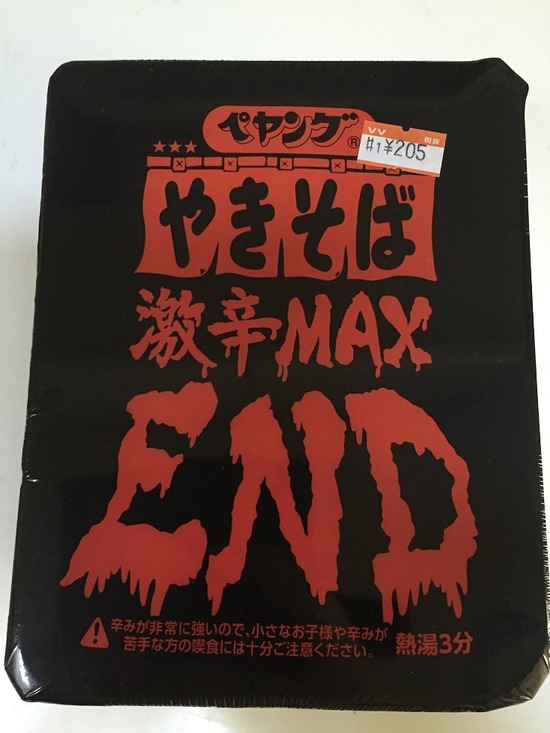 ペヤング
®
VV 税抜
#1¥205
★★★
やきそば
激辛MAX
END
辛みが非常に強いので、小さなお子様や辛みが
苦手な方の喫食には十分ご注意ください。
熱湯3分